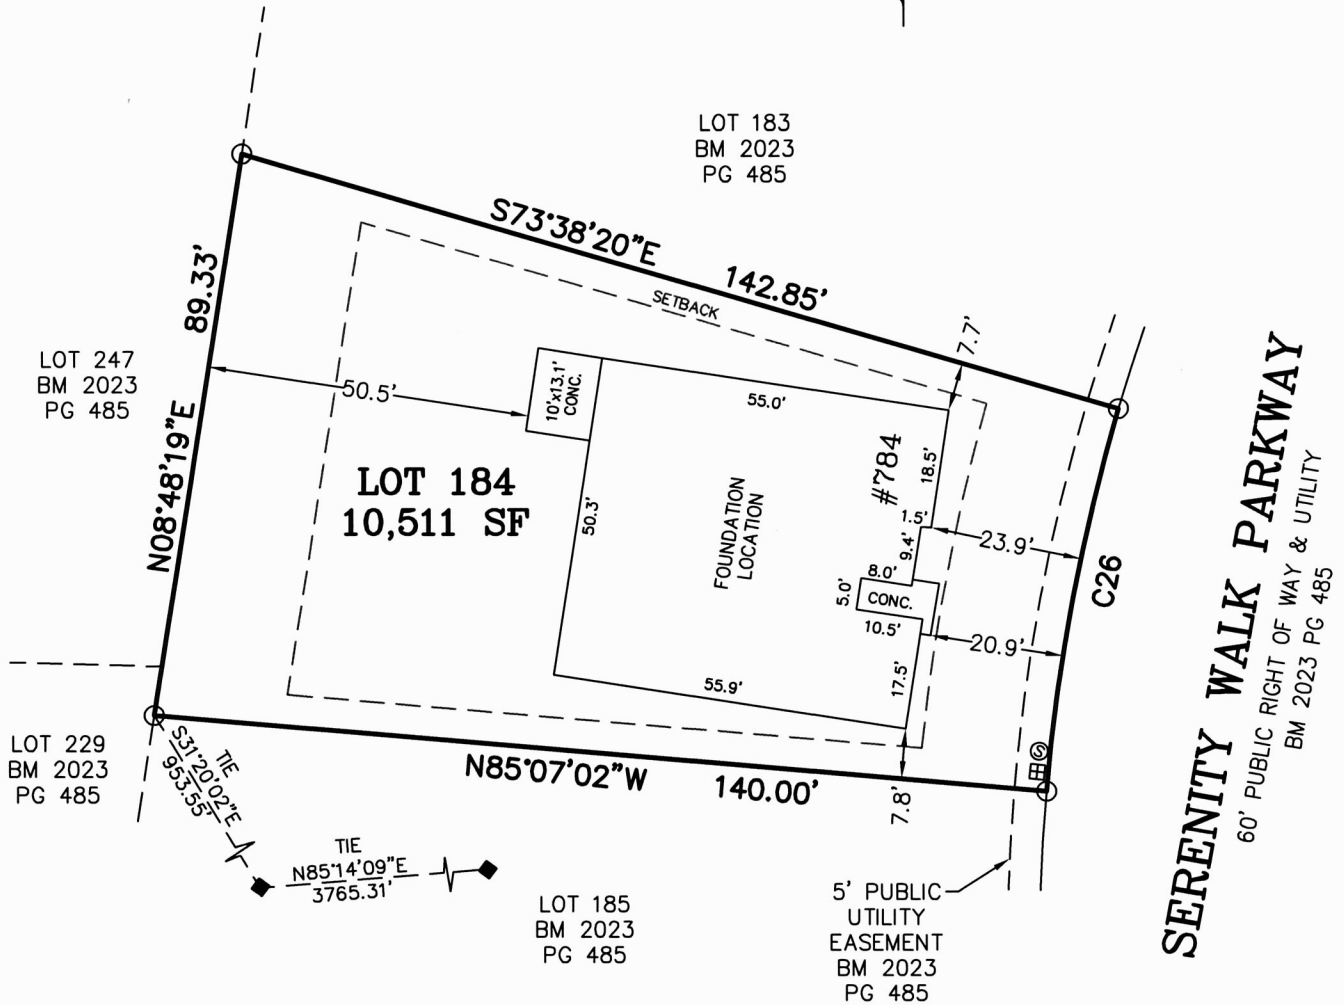 LOT 183
BM 2023
PG 485
S73°38'20"E
142.85'
SETBACK
7.7'
89.33'
N08°48'19"E
LOT 247
BM 2023
PG 485
50.5'
10'x13.1'
CONC.
55.0'
#784
18.5'
LOT 184
10,511 SF
50.3'
FOUNDATION
LOCATION
1.5'
9.4'
23.9'
8.0'
5.0'
CONC.
10.5'
20.9'
17.5'
55.9'
C26
SERENITY WALK PARKWAY
60' PUBLIC RIGHT OF WAY & UTILITY
BM 2023 PG 485
S
N85°07'02"W
140.00'
7.8'
LOT 229
BM 2023
PG 485
TIE
S31°20'02"E
953.55'
TIE
N85°14'09"E
3765.31'
LOT 185
BM 2023
PG 485
5' PUBLIC
UTILITY
EASEMENT
BM 2023
PG 485